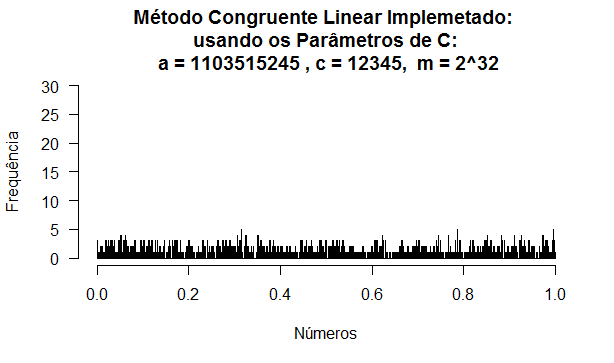 Método Congruente Linear Implemetado:
usando os Parâmetros de C:
a = 1103515245 , c = 12345,  m = 2^32
30
25
20
15
10
5
0
Frequência
0.0 0.2 0.4 0.6 0.8 1.0
Números